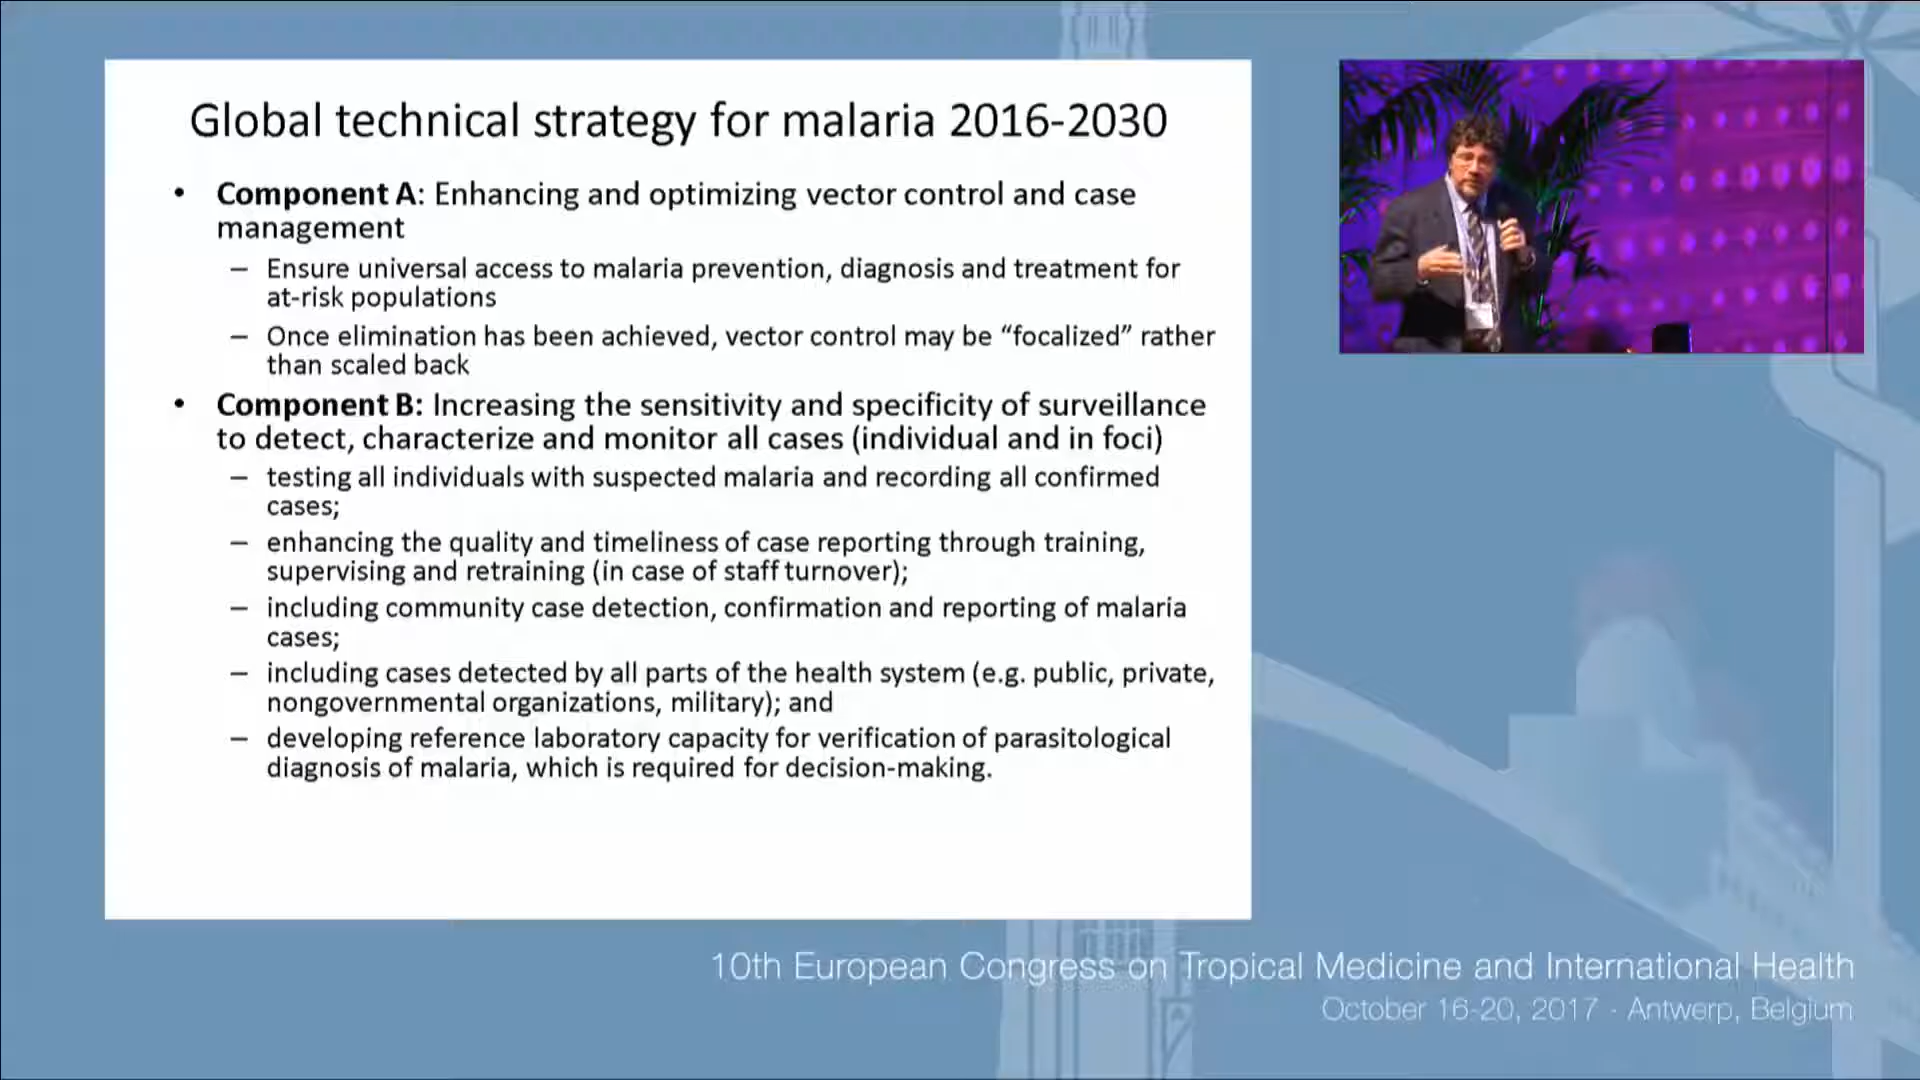 Global technical strategy for malaria 2016-2030
• Component A: Enhancing and optimizing vector control and case
management
– Ensure universal access to malaria prevention, diagnosis and treatment for
at-risk populations
– Once elimination has been achieved, vector control may be “focalized” rather
than scaled back
• Component B: Increasing the sensitivity and specificity of surveillance
to detect, characterize and monitor all cases (individual and in foci)
– testing all individuals with suspected malaria and recording all confirmed
cases;
– enhancing the quality and timeliness of case reporting through training,
supervising and retraining (in case of staff turnover);
– including community case detection, confirmation and reporting of malaria
cases;
– including cases detected by all parts of the health system (e.g. public, private,
nongovernmental organizations, military); and
– developing reference laboratory capacity for verification of parasitological
diagnosis of malaria, which is required for decision-making.
10th European Congress on Tropical Medicine and International Health
October 16-20, 2017 - Antwerp, Belgium